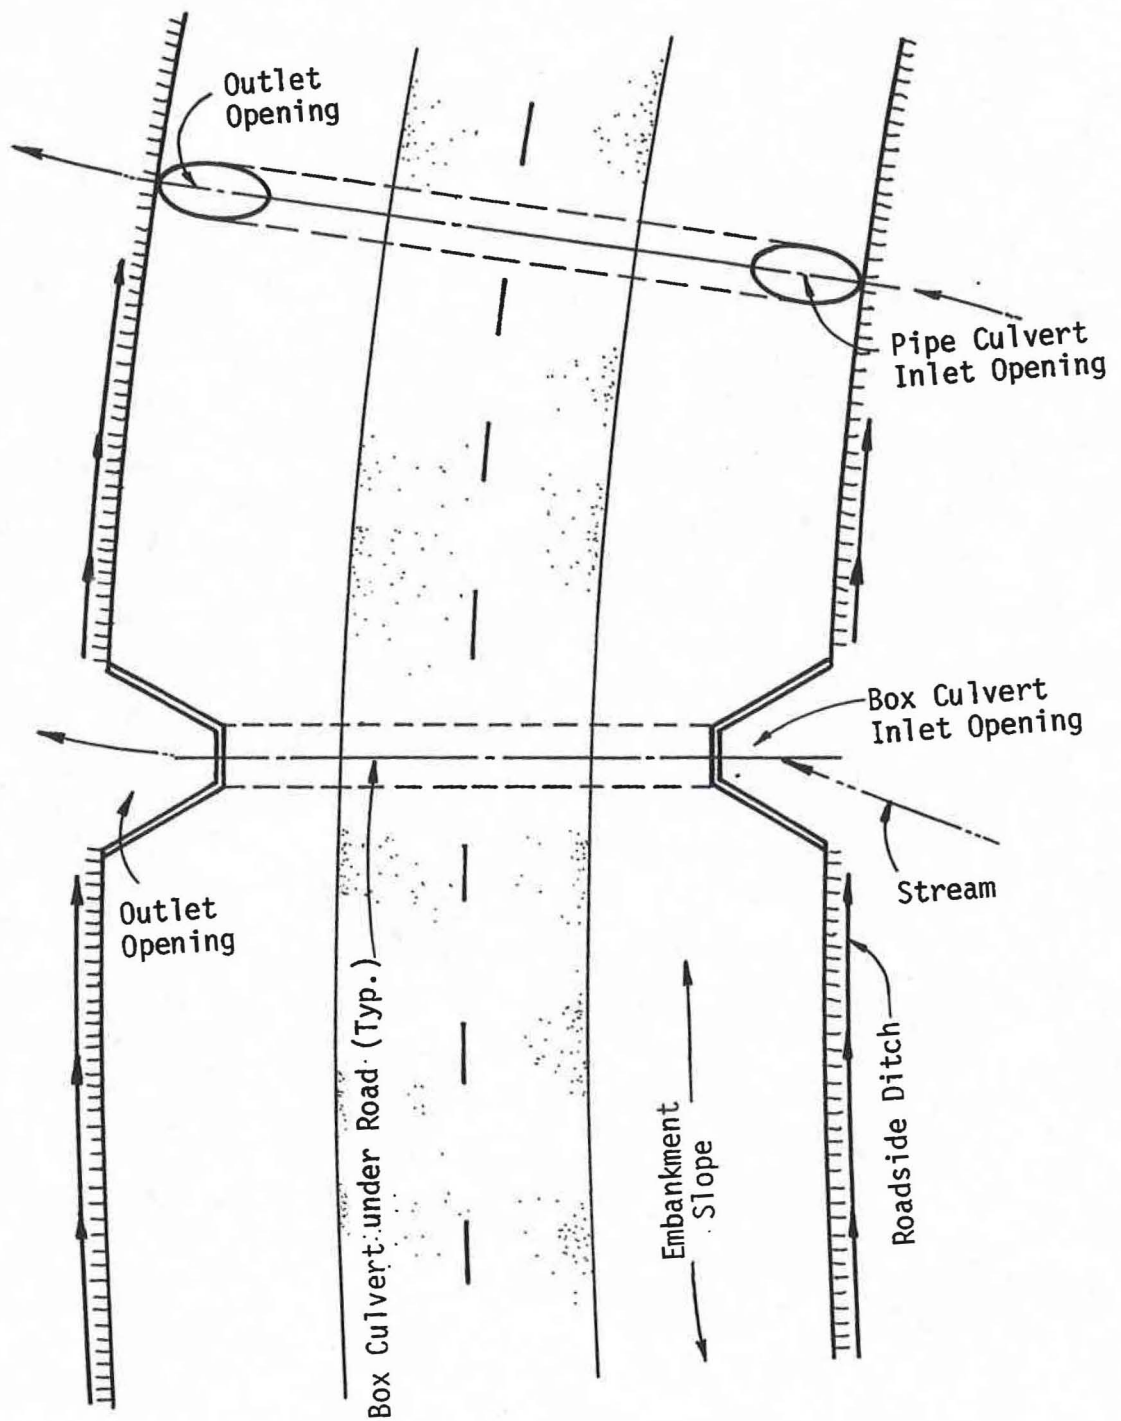 Outlet
Opening
Pipe Culvert
Inlet Opening
Box Culvert
Inlet Opening
Stream
Outlet
Opening
Box Culvert under Road (Typ.)
Embankment
Slope
Roadside Ditch